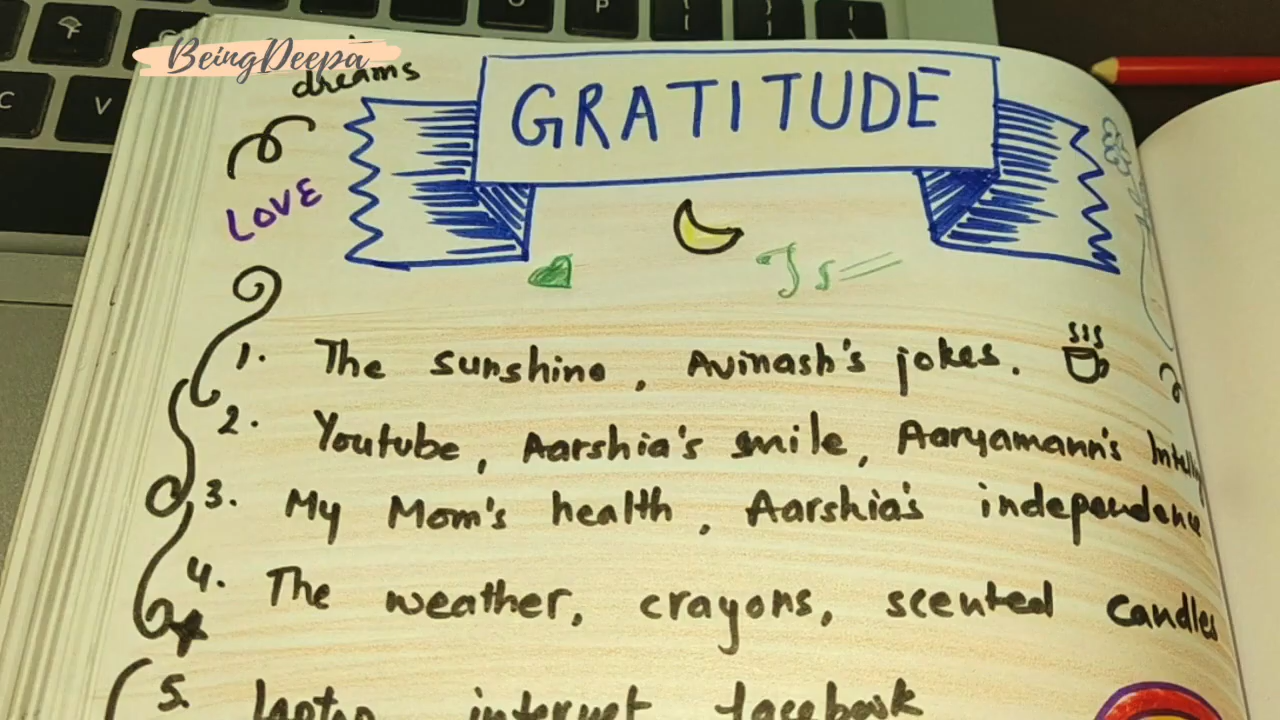 BeingDeepa
dreams
GRATITUDE
LOVE
Is
1. The sunshine, Avinash's jokes.
2. Youtube, Aarshia's smile, Aaryamann's
3. My Mom's health, Aarshia's independence
4. The weather, crayons, scented candles
5. laptop internet facebook
P
C
V